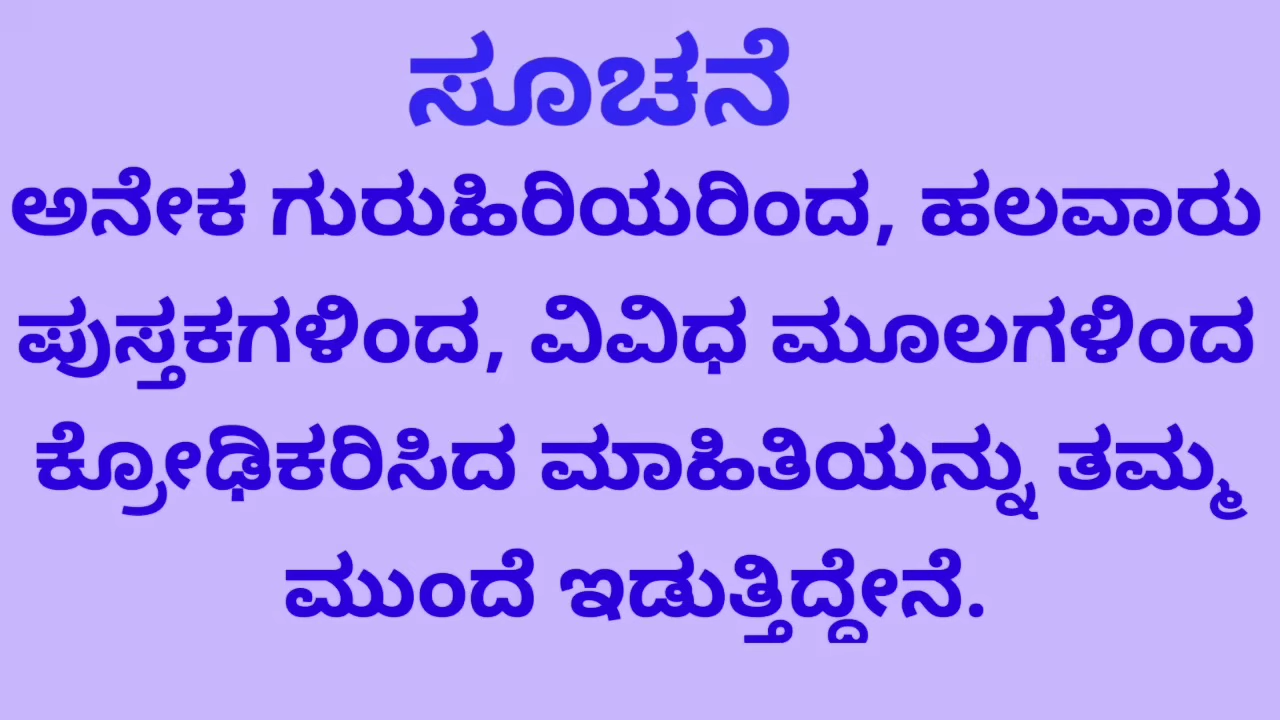 ಸೂಚನೆ
ಅನೇಕ ಗುರುಹಿರಿಯರಿಂದ, ಹಲವಾರು
ಪುಸ್ತಕಗಳಿಂದ, ವಿವಿಧ ಮೂಲಗಳಿಂದ
ಕ್ರೋಢಿಕರಿಸಿದ ಮಾಹಿತಿಯನ್ನು ತಮ್ಮ
ಮುಂದೆ ಇಡುತ್ತಿದ್ದೇನೆ.